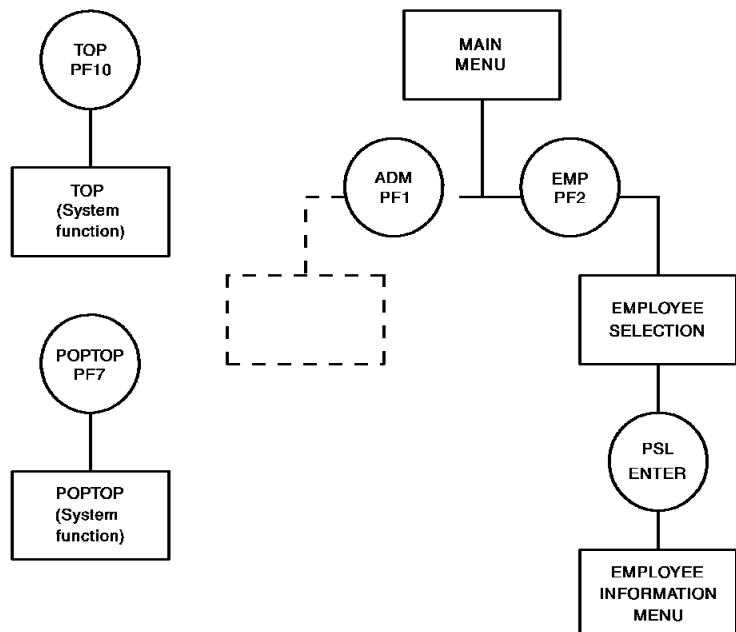 TOP
PF10
TOP
(System
function)
POPTOP
PF7
POPTOP
(System
function)
MAIN
MENU
ADM
PF1
EMP
PF2
EMPLOYEE
SELECTION
PSL
ENTER
EMPLOYEE
INFORMATION
MENU